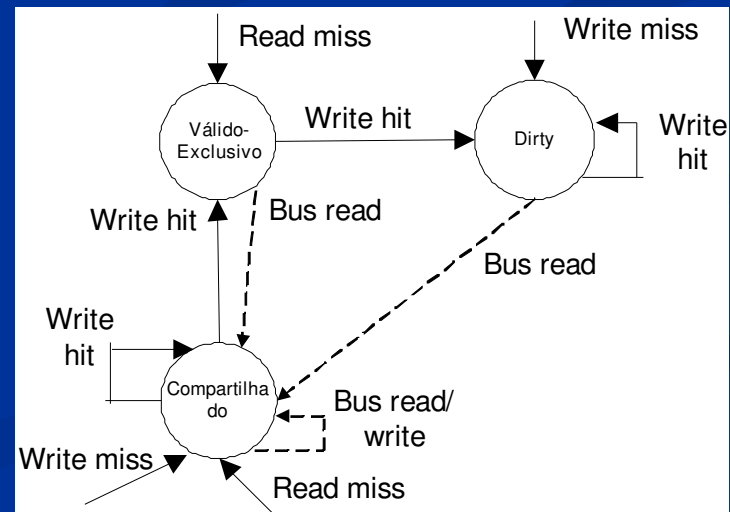 Read miss
Write miss
Válido-
Exclusivo
Write hit
Dirty
Write
hit
Write hit
Bus read
Bus read
Write
hit
Compartilha
do
Bus read/
write
Write miss
Read miss